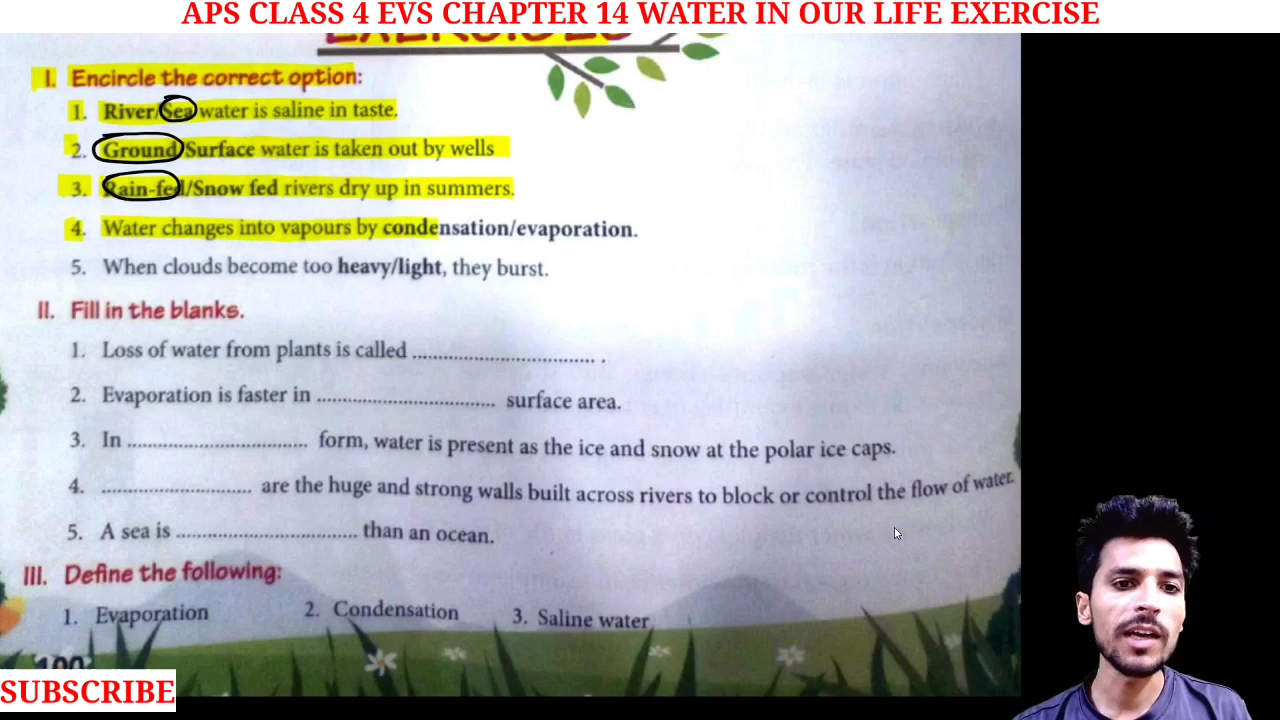 APS CLASS 4 EVS CHAPTER 14 WATER IN OUR LIFE EXERCISE
EXERCISES
I. Encircle the correct option:
1. River/Sea water is saline in taste.
2. Ground/Surface water is taken out by wells
3. Rain-fed/Snow fed rivers dry up in summers.
4. Water changes into vapours by condensation/evaporation.
5. When clouds become too heavy/light, they burst.
II. Fill in the blanks.
1. Loss of water from plants is called .................................. .
2. Evaporation is faster in .................................. surface area.
3. In .................................. form, water is present as the ice and snow at the polar ice caps.
4. ............................ are the huge and strong walls built across rivers to block or control the flow of water.
5. A sea is .................................. than an ocean.
III. Define the following:
1. Evaporation 2. Condensation 3. Saline water
100
SUBSCRIBE